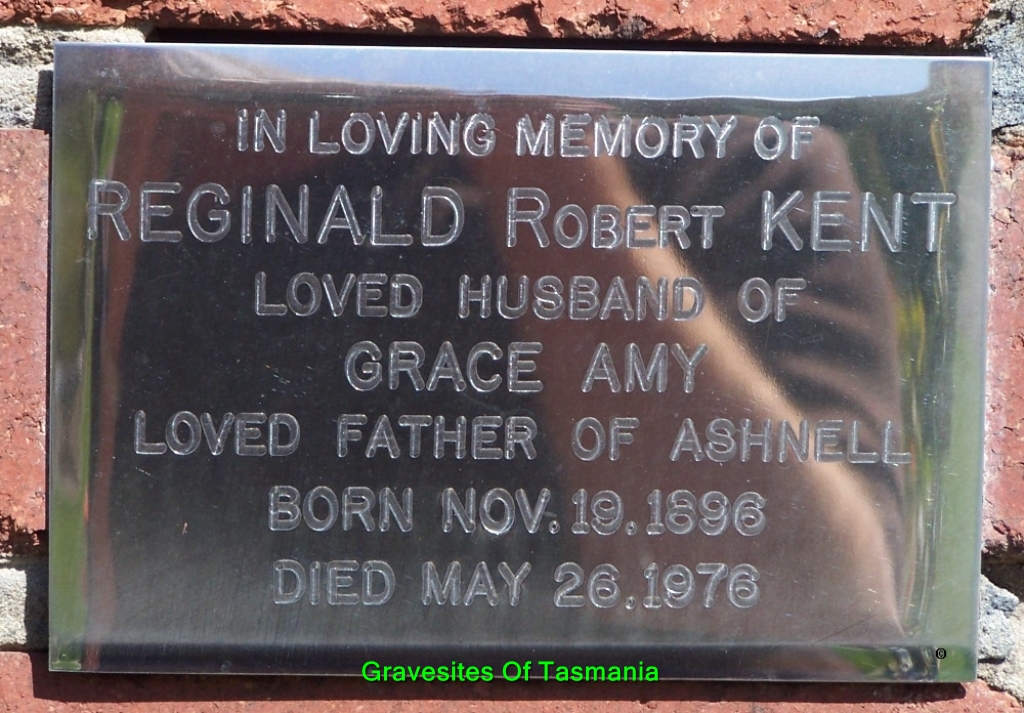 IN LOVING MEMORY OF
REGINALD ROBERT KENT
LOVED HUSBAND OF
GRACE AMY
LOVED FATHER OF ASHNELL
BORN NOV. 19. 1896
DIED MAY 26. 1976
©
Gravesites Of Tasmania